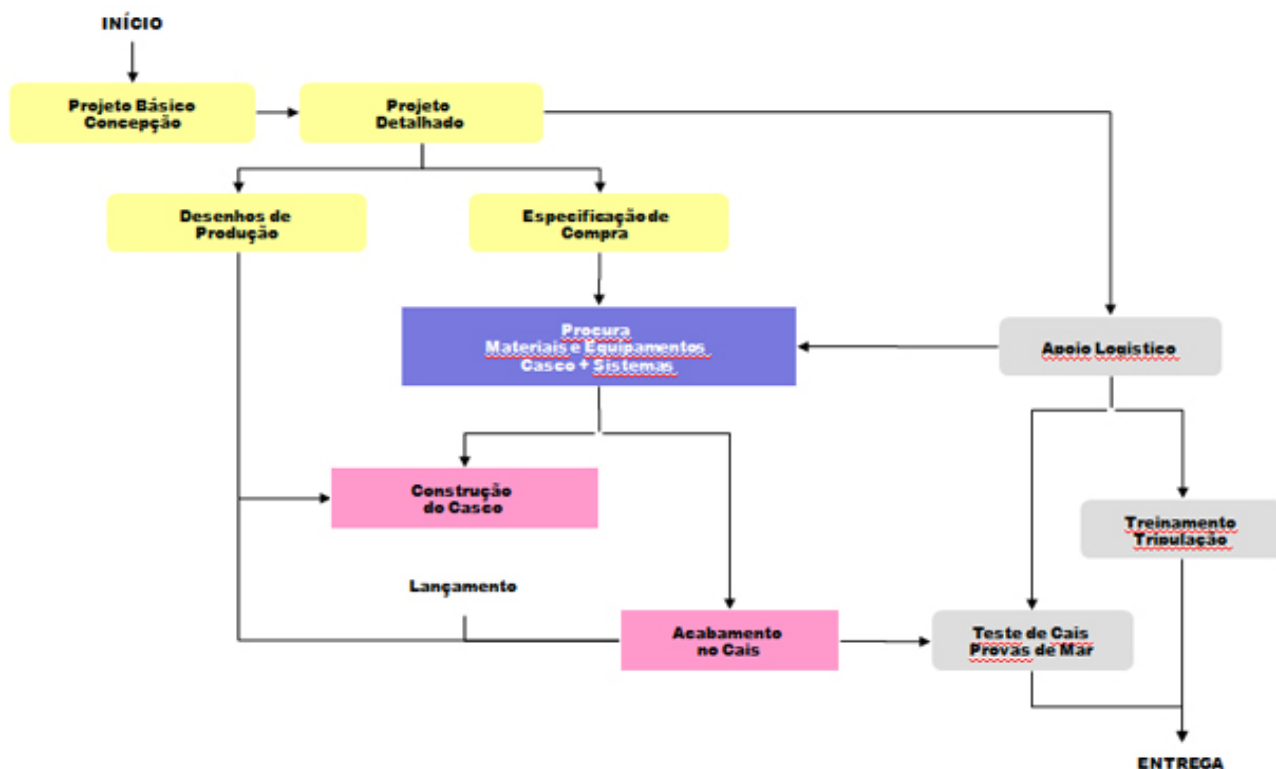 INÍCIO
Projeto Básico
Concepção
Projeto
Detalhado
Desenhos de
Produção
Especificação de
Compra
Procura
Materiais e Equipamentos
Casco + Sistemas
Apoio Logistico
Construção
do Casco
Treinamento
Tripulação
Lançamento
Acabamento
no Cais
Teste de Cais
Provas de Mar
ENTREGA